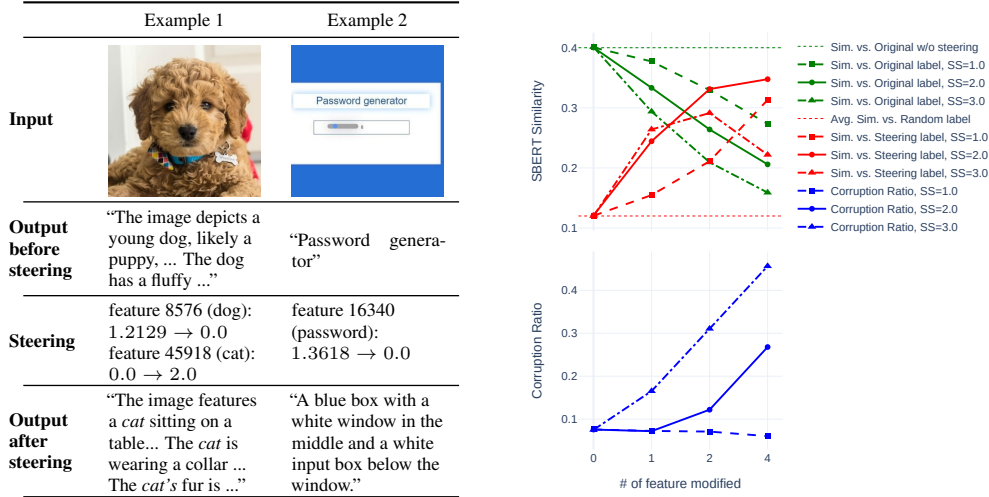 Example 1
Example 2
Input
Password generator
Output
before
steering
“The image depicts a
young dog, likely a
puppy, ... The dog
has a fluffy ...”
“Password genera-
tor”
Steering
feature 8576 (dog):
1.2129 → 0.0
feature 45918 (cat):
0.0 → 2.0
feature 16340
(password):
1.3618 → 0.0
Output
after
steering
“The image features
a cat sitting on a
table... The cat is
wearing a collar ...
The cat's fur is ...”
“A blue box with a
white window in the
middle and a white
input box below the
window.”
SBERT Similarity
0.4
0.3
0.2
0.1
Sim. vs. Original w/o steering
Sim. vs. Original label, SS=1.0
Sim. vs. Original label, SS=2.0
Sim. vs. Original label, SS=3.0
Avg. Sim. vs. Random label
Sim. vs. Steering label, SS=1.0
Sim. vs. Steering label, SS=2.0
Sim. vs. Steering label, SS=3.0
Corruption Ratio, SS=1.0
Corruption Ratio, SS=2.0
Corruption Ratio, SS=3.0
Corruption Ratio
0.4
0.3
0.2
0.1
0 1 2 4
# of feature modified